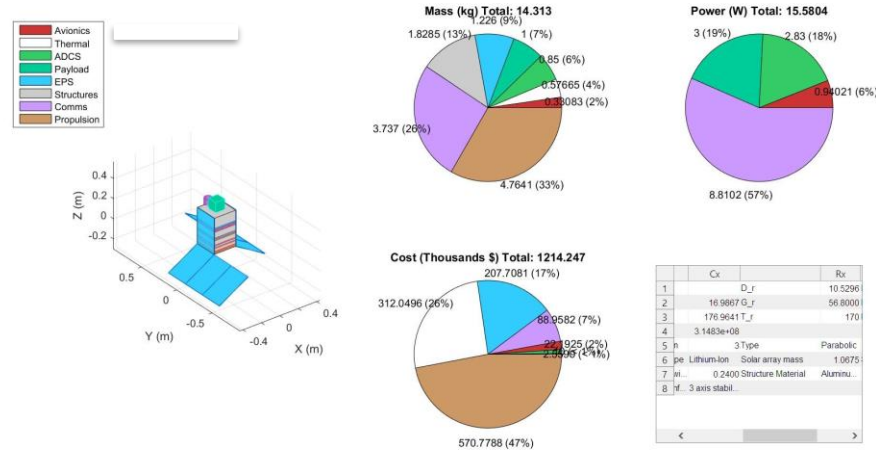 Avionics
Thermal
ADCS
Payload
EPS
Structures
Comms
Propulsion
Z (m)
0.4
0.2
0
-0.2
0.5
0
-0.5
Y (m)
-0.4
0
0.4
X (m)
Mass (kg) Total: 14.313
1.226 (9%)
1.8285 (13%)
1 (7%)
0.85 (6%)
0.57665 (4%)
0.33083 (2%)
3.737 (26%)
4.7641 (33%)
Power (W) Total: 15.5804
3 (19%)
2.83 (18%)
0.94021 (6%)
8.8102 (57%)
Cost (Thousands $) Total: 1214.247
207.7081 (17%)
312.0496 (26%)
88.9582 (7%)
22.1925 (2%)
570.7788 (47%)
Cx Rx
1 D_r 10.5296
2 16.9867 G_r 56.8000
3 176.9641 T_r 170
4 3.1483e+08
5 3 Type Parabolic
6 pe Lithium-Ion Solar array mass 1.0675
7 0.2400 Structure Material Aluminu...
8 3 axis stabil...